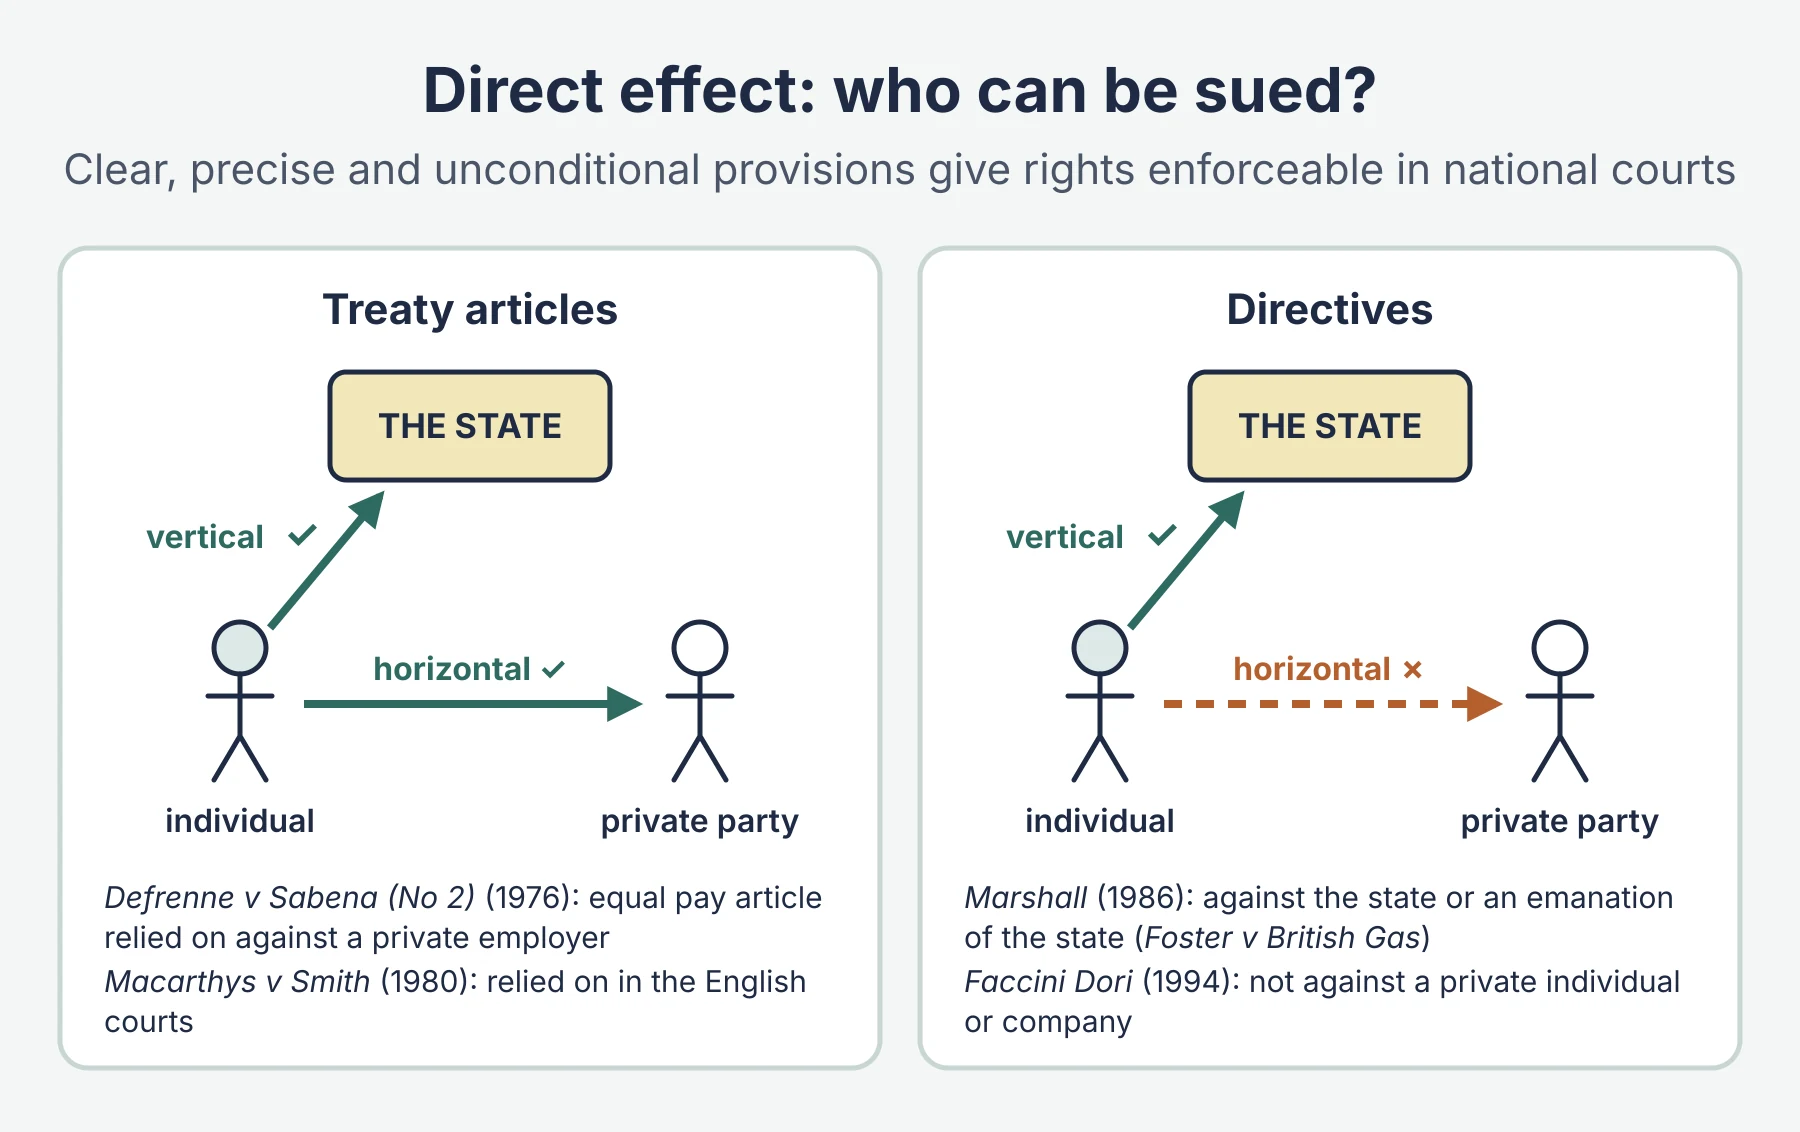 Direct effect: who can be sued?
Clear, precise and unconditional provisions give rights enforceable in national courts
Treaty articles
THE STATE
vertical ✓
horizontal ✓
individual
private party
Defrenne v Sabena (No 2) (1976): equal pay article
relied on against a private employer
Macarthys v Smith (1980): relied on in the English
courts
Directives
THE STATE
vertical ✓
horizontal ×
individual
private party
Marshall (1986): against the state or an emanation
of the state (Foster v British Gas)
Faccini Dori (1994): not against a private individual
or company